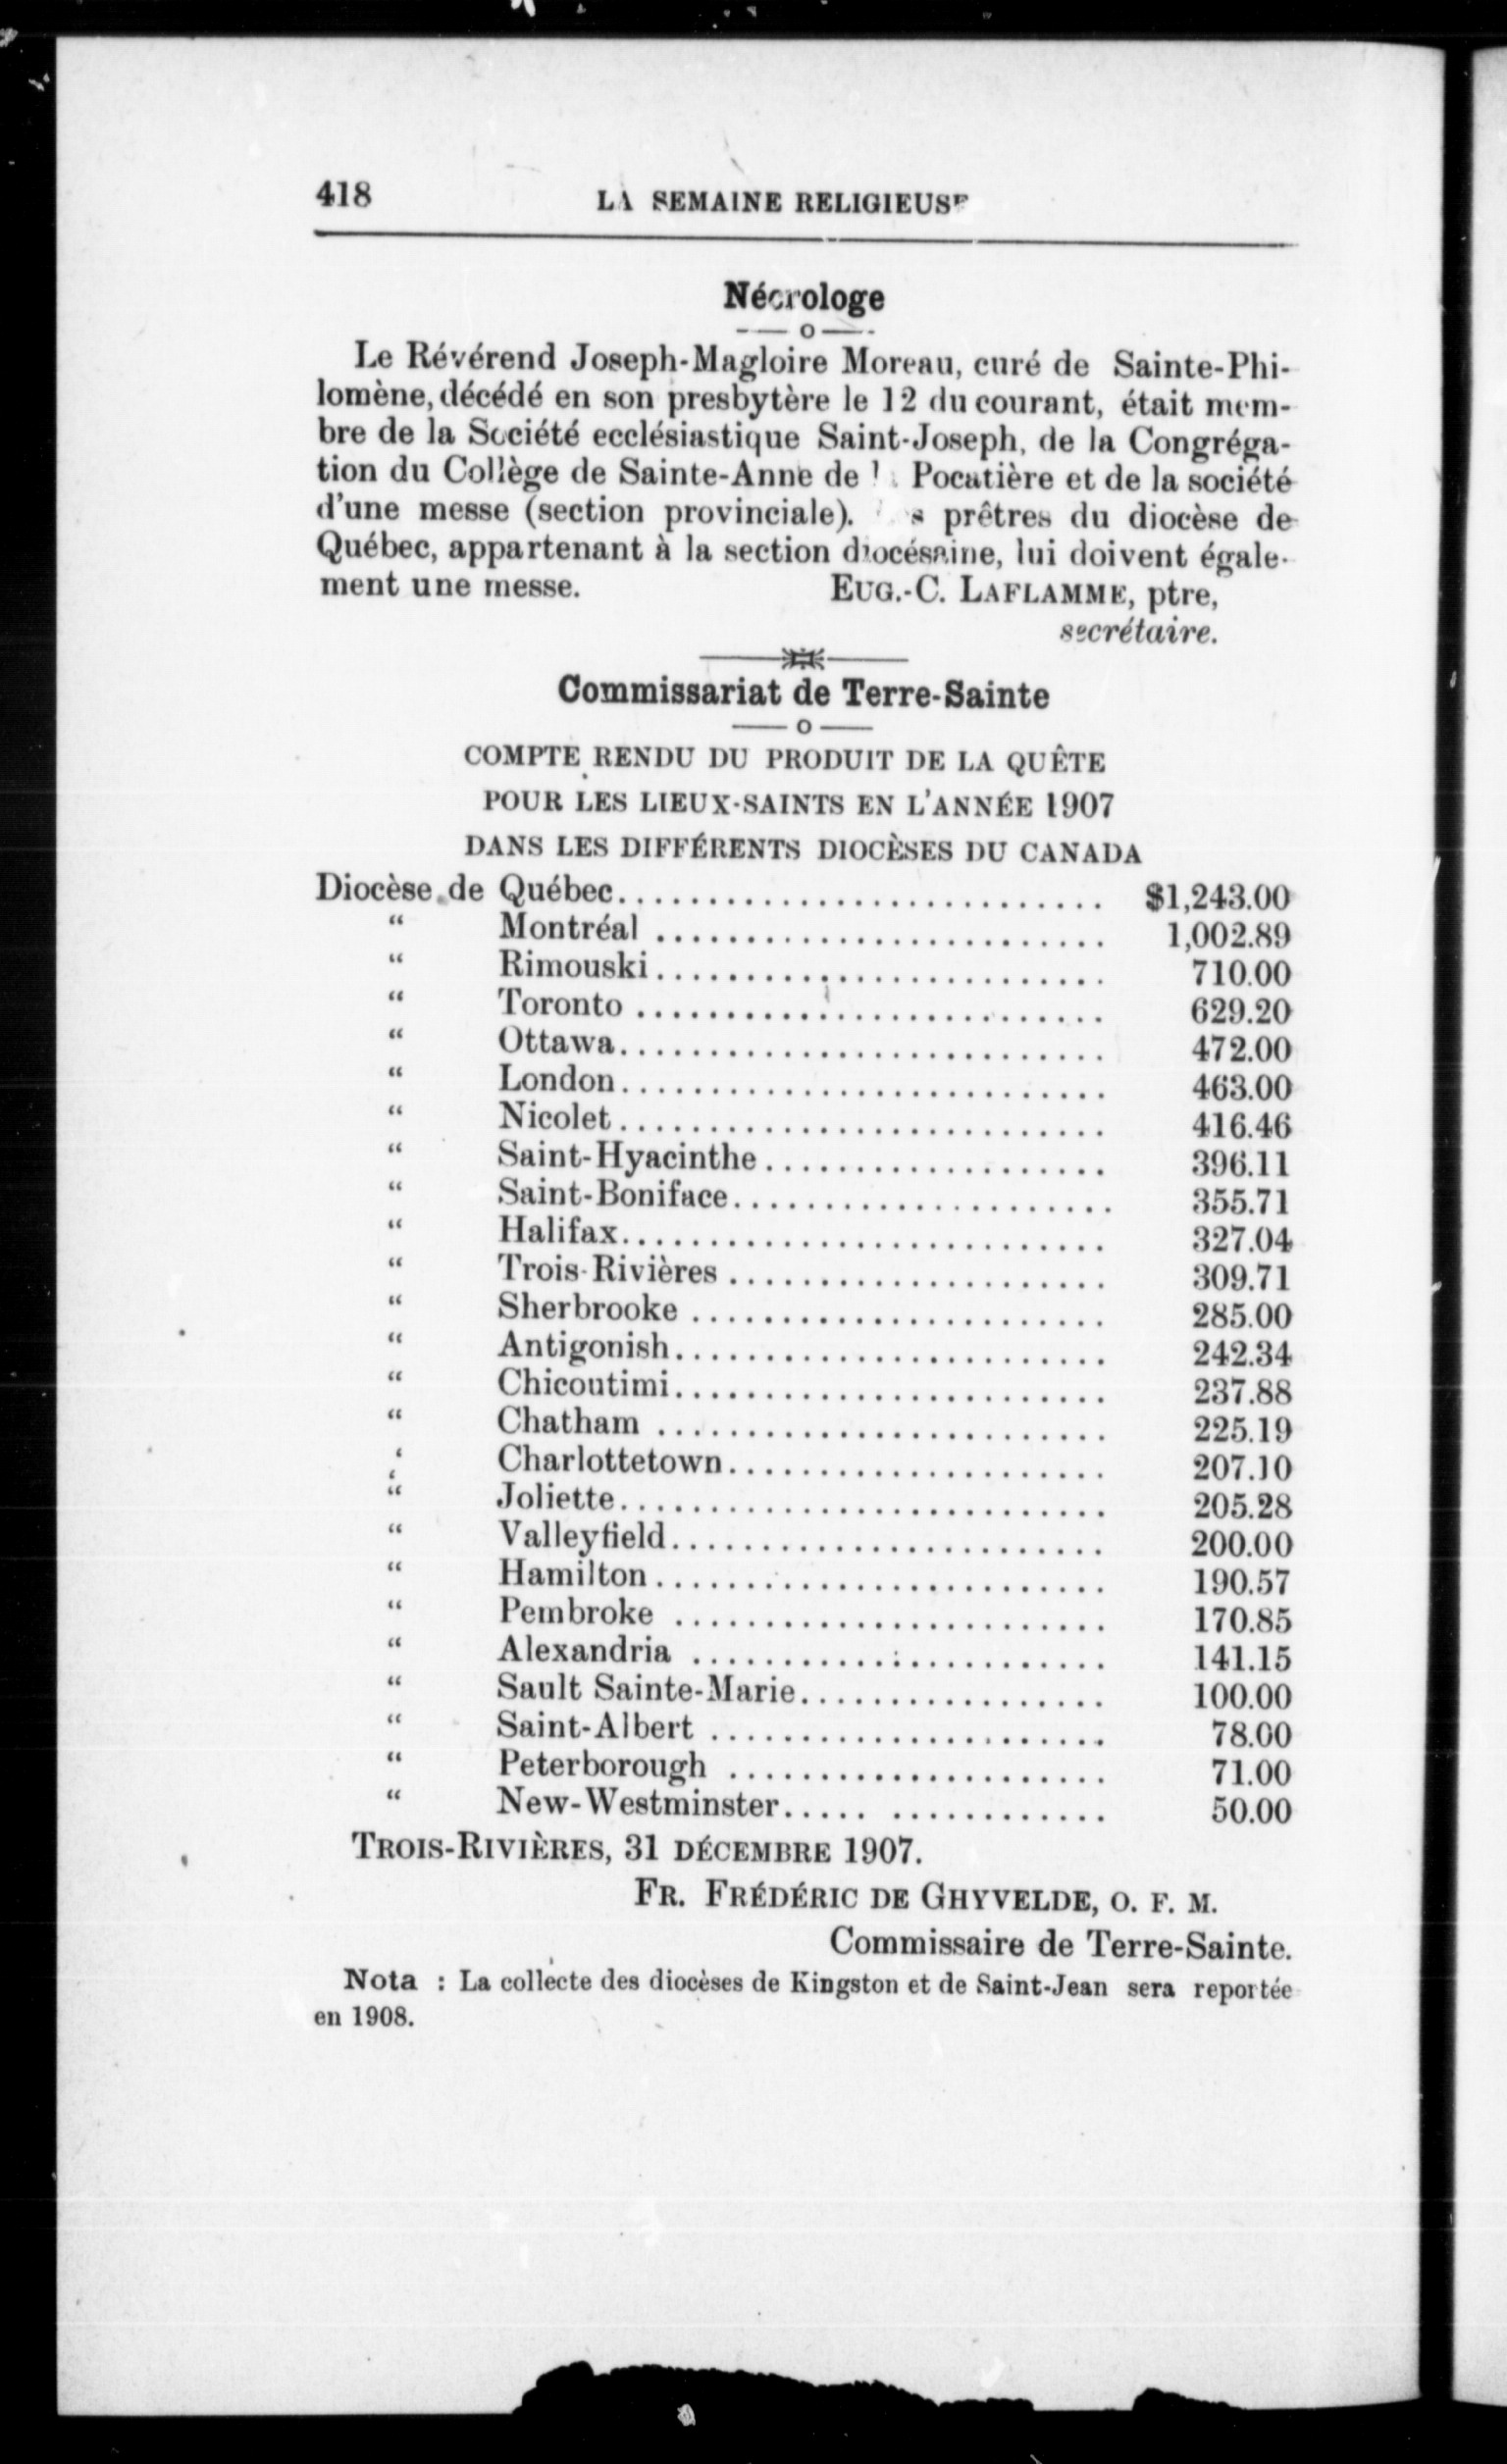 418 LA SEMAINE RELIGIEUSE
Nécrologe
Le Révérend Joseph-Magloire Moreau, curé de Sainte-Phi-
lomène, décédé en son presbytère le 12 du courant, était mem-
bre de la Société ecclésiastique Saint-Joseph, de la Congréga-
tion du Collège de Sainte-Anne de Pocatière et de la société
d'une messe (section provinciale). prêtres du diocèse de
Québec, appartenant à la section diocésaine, lui doivent égale-
ment une messe. EUG.-C. LAFLAMME, ptre,
secrétaire.
Commissariat de Terre-Sainte
COMPTE RENDU DU PRODUIT DE LA QUÊTE
POUR LES LIEUX-SAINTS EN L'ANNÉE 1907
DANS LES DIFFÉRENTS DIOCÈSES DU CANADA
Diocèse de Québec.......................... $1,243.00
" Montréal ......................... 1,002.89
" Rimouski......................... 710.00
" Toronto .......................... 629.20
" Ottawa........................... 472.00
" London........................... 463.00
" Nicolet........................... 416.46
" Saint-Hyacinthe................... 396.11
" Saint-Boniface..................... 355.71
" Halifax........................... 327.04
" Trois-Rivières ..................... 309.71
" Sherbrooke ....................... 285.00
" Antigonish........................ 242.34
" Chicoutimi........................ 237.88
" Chatham ......................... 225.19
" Charlottetown..................... 207.10
" Joliette........................... 205.28
" Valleyfield........................ 200.00
" Hamilton......................... 190.57
" Pembroke ........................ 170.85
" Alexandria ....................... 141.15
" Sault Sainte-Marie................. 100.00
" Saint-Albert ...................... 78.00
" Peterborough ..................... 71.00
" New-Westminster..... ............ 50.00
TROIS-RIVIÈRES, 31 DÉCEMBRE 1907.
FR. FRÉDÉRIC DE GHYVELDE, O. F. M.
Commissaire de Terre-Sainte.
Nota : La collecte des diocèses de Kingston et de Saint-Jean sera reportée
en 1908.